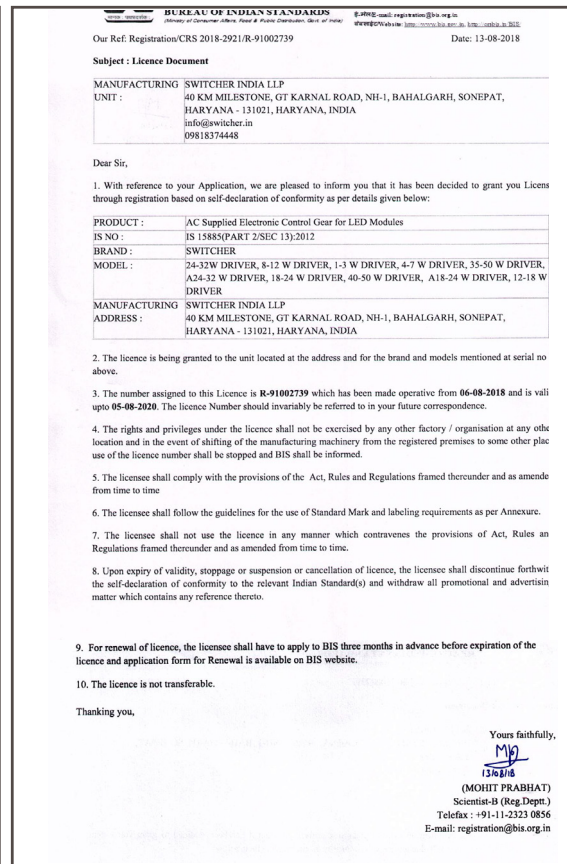 BUREAU OF INDIAN STANDARDS
(Ministry of Consumer Affairs, Food & Public Distribution, Govt. of India)
ई-मेल/E-mail: registration@bis.org.in
Our Ref: Registration/CRS 2018-2921/R-91002739
Date: 13-08-2018
Subject : Licence Document
MANUFACTURING UNIT :
SWITCHER INDIA LLP
40 KM MILESTONE, GT KARNAL ROAD, NH-1, BAHALGARH, SONEPAT,
HARYANA - 131021, HARYANA, INDIA
info@switcher.in
09818374448
Dear Sir,
1. With reference to your Application, we are pleased to inform you that it has been decided to grant you Licens
through registration based on self-declaration of conformity as per details given below:
PRODUCT : AC Supplied Electronic Control Gear for LED Modules
IS NO : IS 15885(PART 2/SEC 13):2012
BRAND : SWITCHER
MODEL : 24-32W DRIVER, 8-12 W DRIVER, 1-3 W DRIVER, 4-7 W DRIVER, 35-50 W DRIVER,
A24-32 W DRIVER, 18-24 W DRIVER, 40-50 W DRIVER, A18-24 W DRIVER, 12-18 W
DRIVER
MANUFACTURING ADDRESS :
SWITCHER INDIA LLP
40 KM MILESTONE, GT KARNAL ROAD, NH-1, BAHALGARH, SONEPAT,
HARYANA - 131021, HARYANA, INDIA
2. The licence is being granted to the unit located at the address and for the brand and models mentioned at serial no
above.
3. The number assigned to this Licence is R-91002739 which has been made operative from 06-08-2018 and is vali
upto 05-08-2020. The licence Number should invariably be referred to in your future correspondence.
4. The rights and privileges under the licence shall not be exercised by any other factory / organisation at any othe
location and in the event of shifting of the manufacturing machinery from the registered premises to some other plac
use of the licence number shall be stopped and BIS shall be informed.
5. The licensee shall comply with the provisions of the Act, Rules and Regulations framed thereunder and as amende
from time to time
6. The licensee shall follow the guidelines for the use of Standard Mark and labeling requirements as per Annexure.
7. The licensee shall not use the licence in any manner which contravenes the provisions of Act, Rules an
Regulations framed thereunder and as amended from time to time.
8. Upon expiry of validity, stoppage or suspension or cancellation of licence, the licensee shall discontinue forthwit
the self-declaration of conformity to the relevant Indian Standard(s) and withdraw all promotional and advertisin
matter which contains any reference thereto.
9. For renewal of licence, the licensee shall have to apply to BIS three months in advance before expiration of the
licence and application form for Renewal is available on BIS website.
10. The licence is not transferable.
Thanking you,
Yours faithfully,
13/08/18
(MOHIT PRABHAT)
Scientist-B (Reg.Deptt.)
Telefax : +91-11-2323 0856
E-mail: registration@bis.org.in